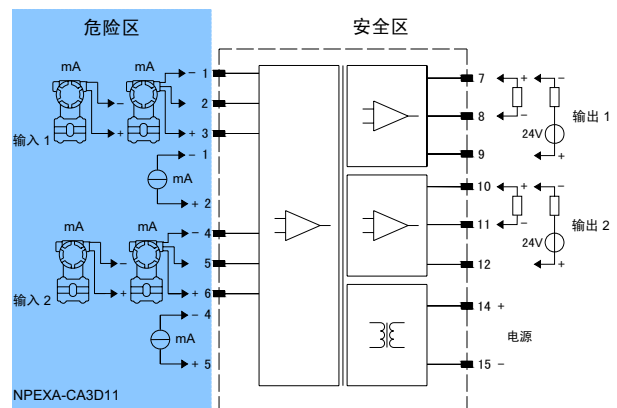 危险区
安全区
mA
mA
- 1
2
-
+
+ 3
输入 1
- 1
mA
+ 2
mA
mA
- 4
5
-
+
+ 6
输入 2
- 4
mA
+ 5
NPEXA-CA3D11
7
+
-
8
-
24V
输出 1
9
+
10
+
-
11
-
24V
输出 2
12
+
14 +
电源
15 -